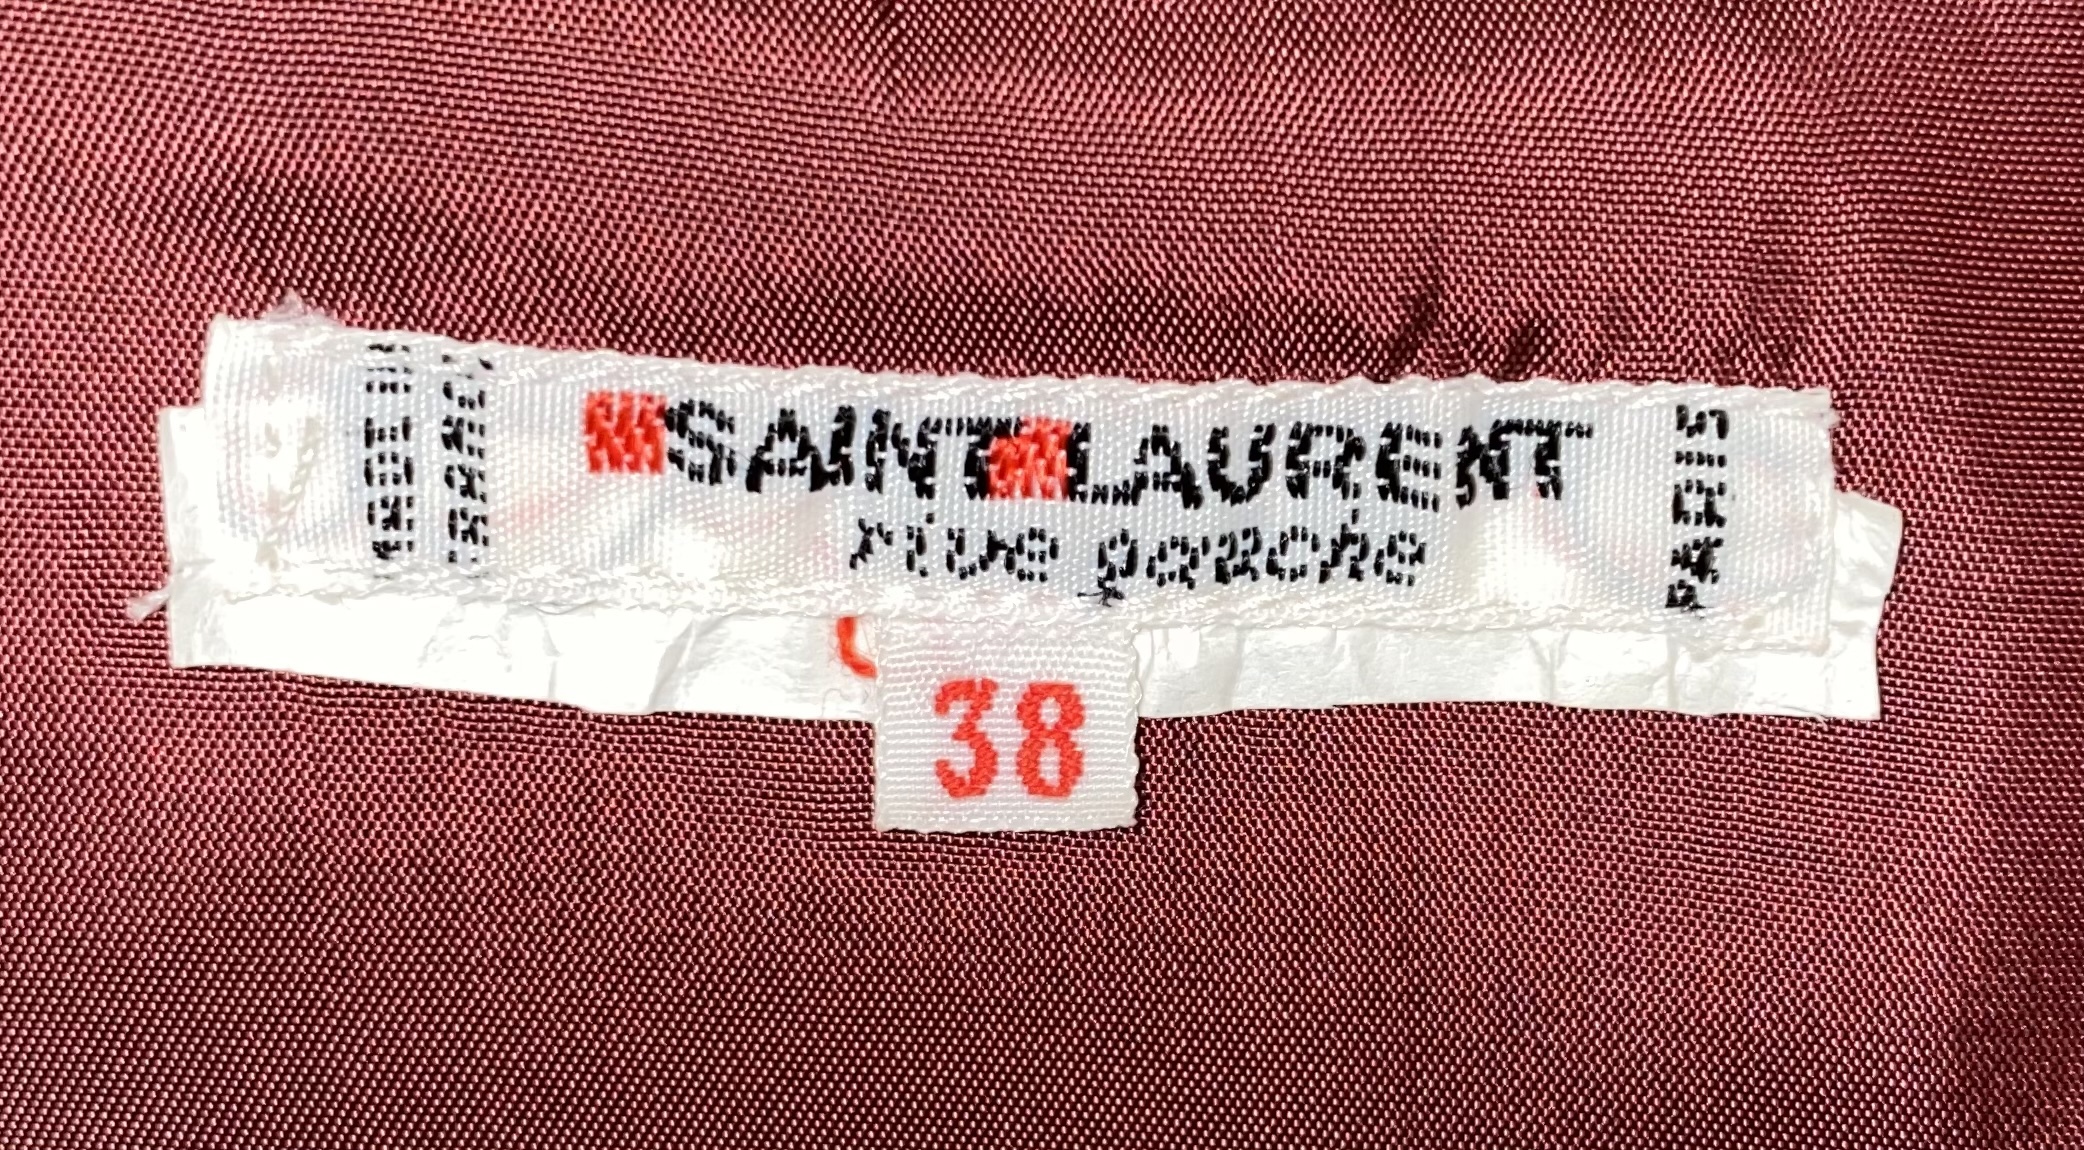 SAINT LAURENT
rive gauche
PARIS
38